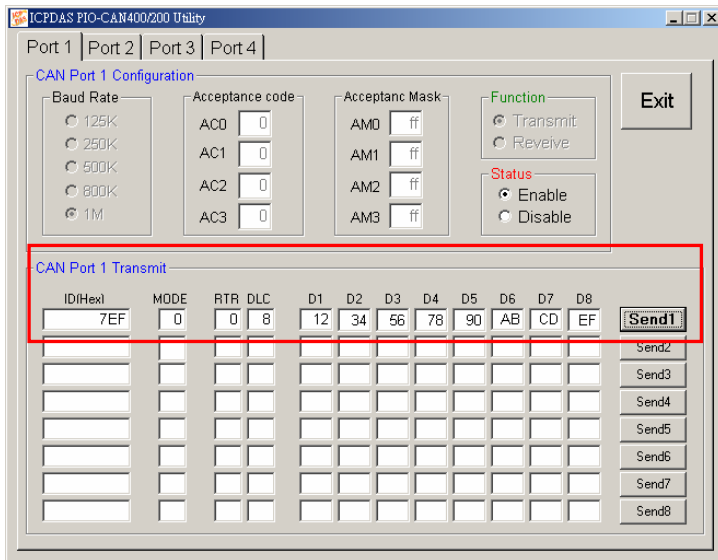 ICPDAS PIO-CAN400/200 Utility
Port 1 Port 2 Port 3 Port 4
CAN Port 1 Configuration
Baud Rate
125K
250K
500K
800K
1M
Acceptance code
AC0 0
AC1 0
AC2 0
AC3 0
Acceptanc Mask
AM0 ff
AM1 ff
AM2 ff
AM3 ff
Function
Transmit
Reveive
Status
Enable
Disable
Exit
CAN Port 1 Transmit
ID(Hex) MODE RTR DLC D1 D2 D3 D4 D5 D6 D7 D8
7EF 0 0 8 12 34 56 78 90 AB CD EF Send1
Send2
Send3
Send4
Send5
Send6
Send7
Send8